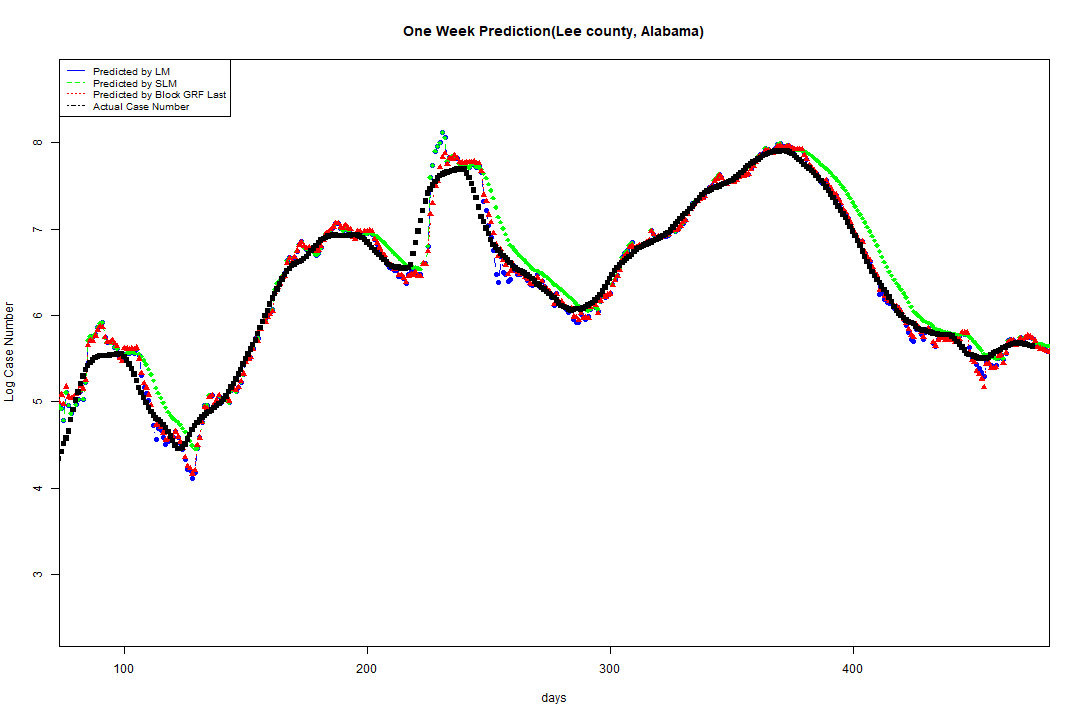 One Week Prediction(Lee county, Alabama)
Predicted by LM
Predicted by SLM
Predicted by Block GRF Last
Actual Case Number
8
7
6
5
4
3
Log Case Number
100 200 300 400
days